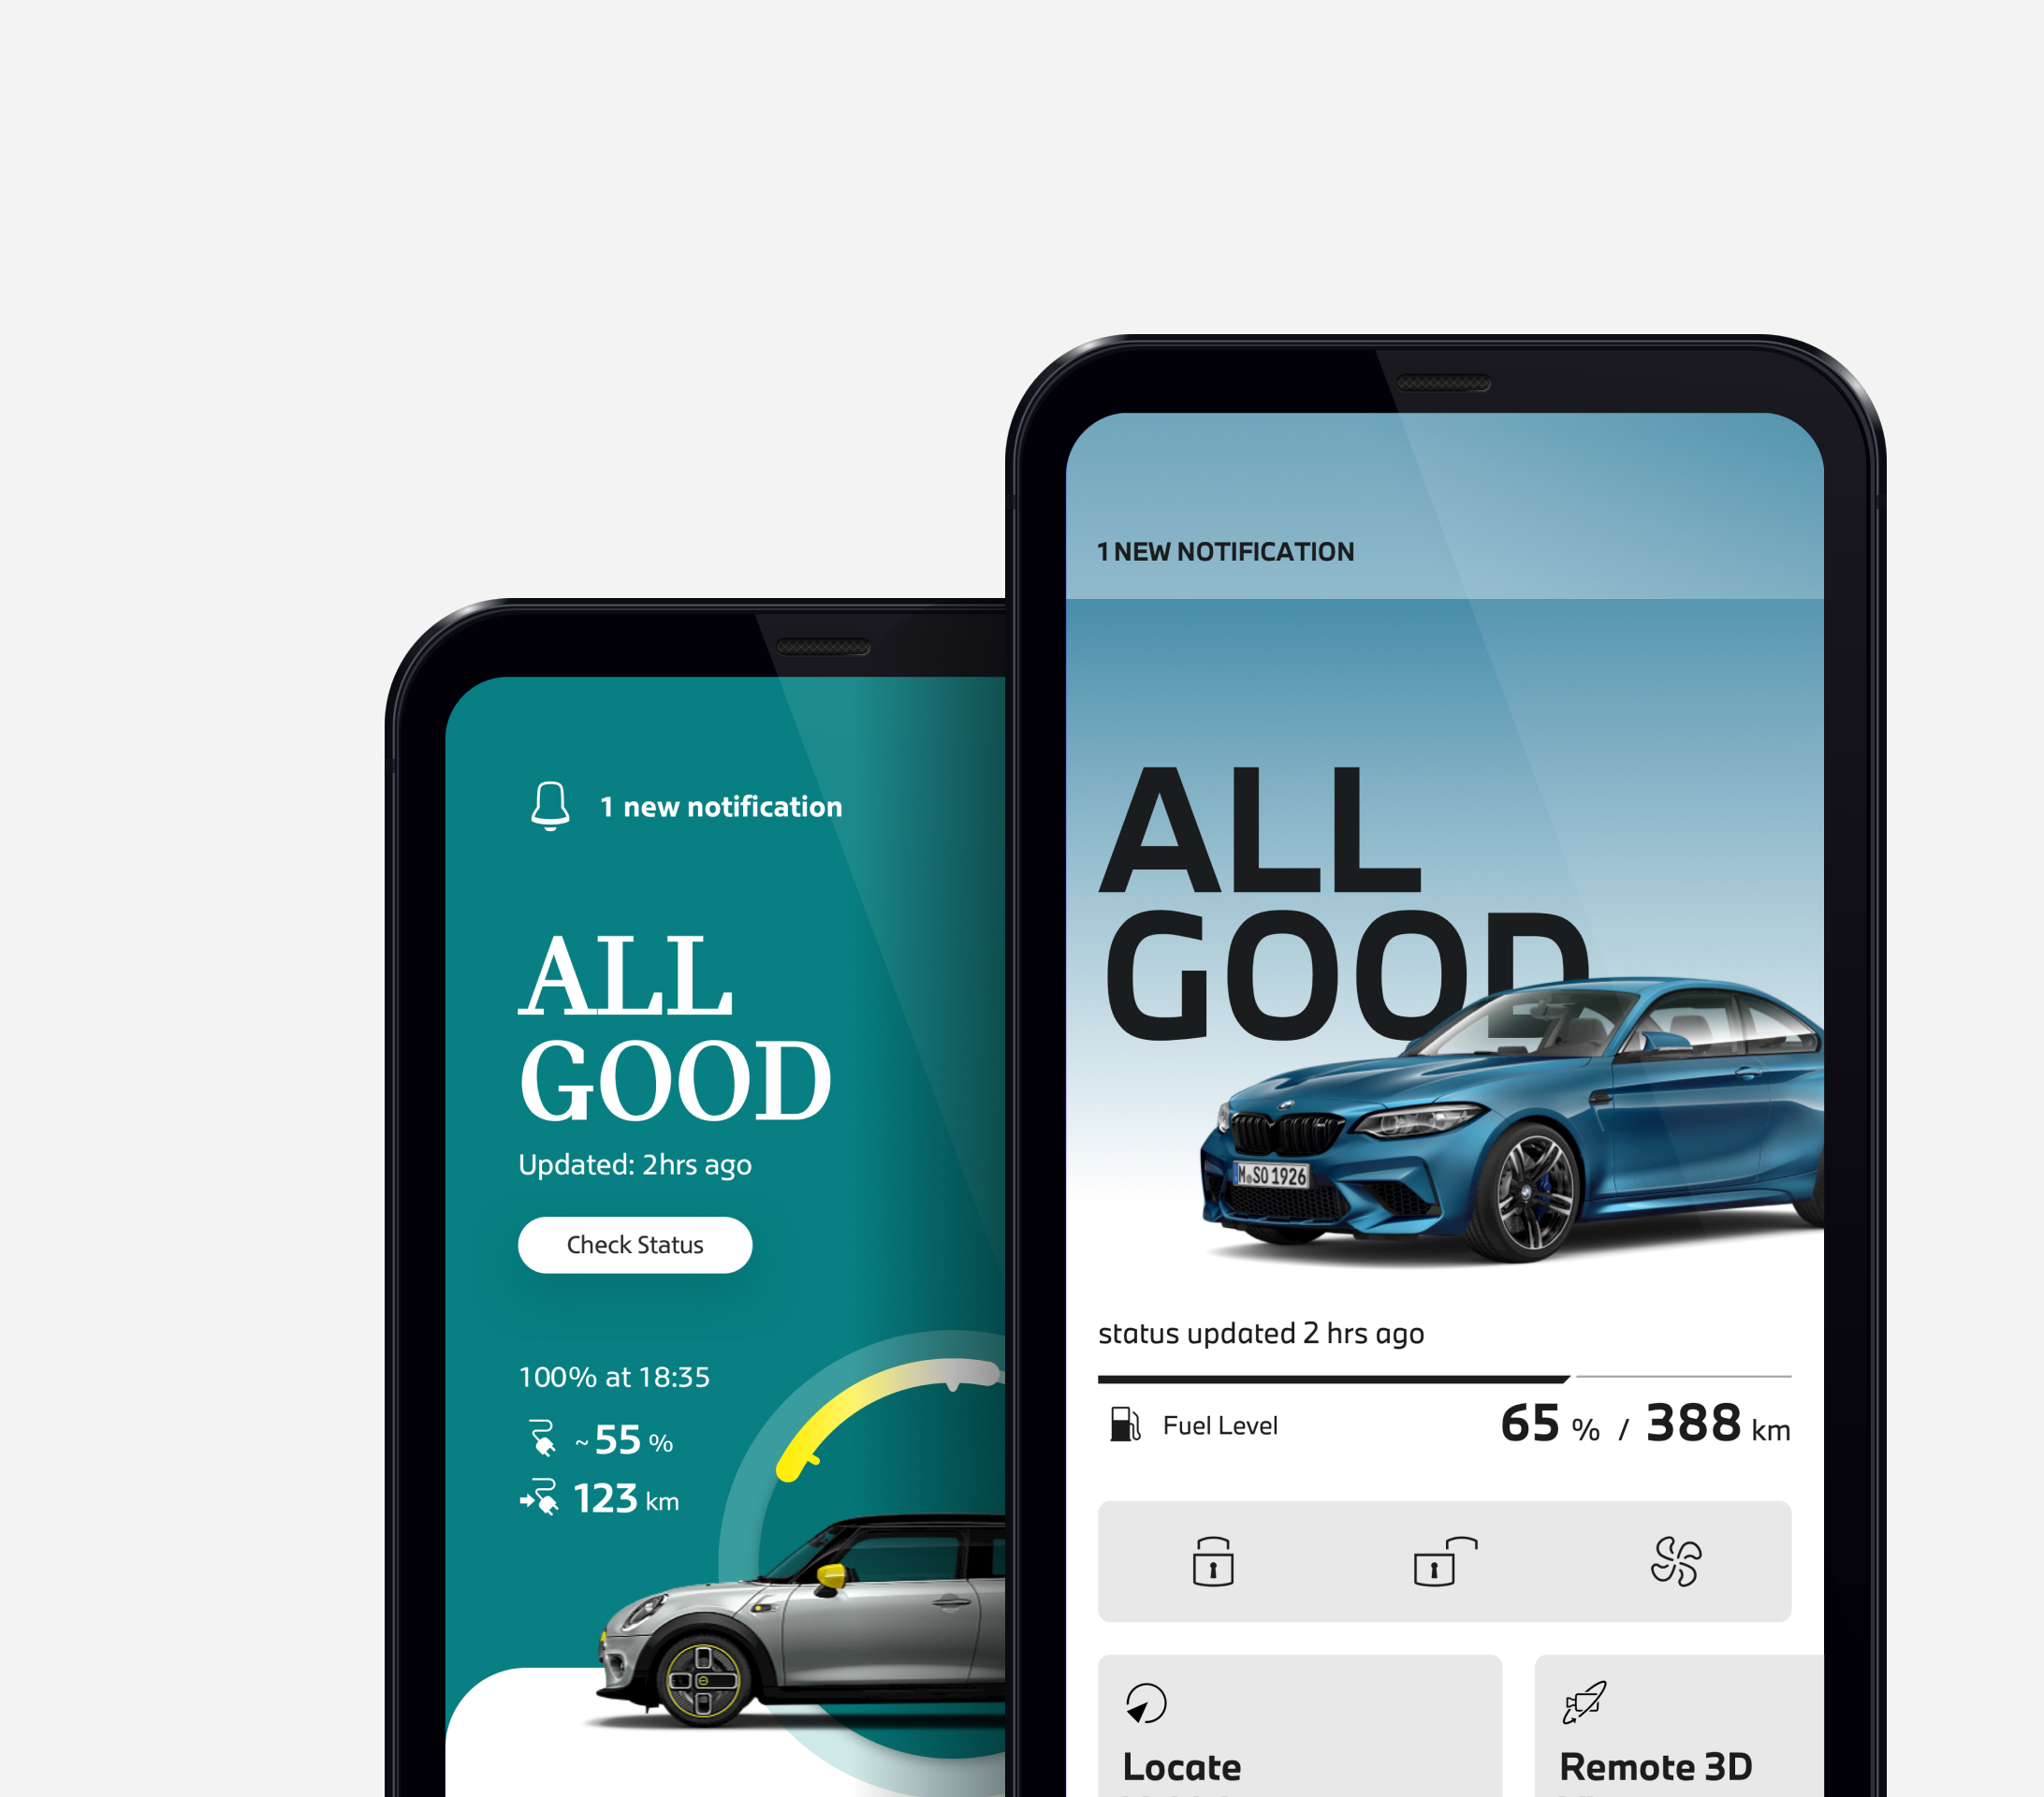 1 new notification
ALL
GOOD
Updated: 2hrs ago
Check Status
100% at 18:35
~ 55 %
123 km
1 NEW NOTIFICATION
ALL
GOOD
M SO 1926
status updated 2 hrs ago
Fuel Level 65 % / 388 km
Locate
Remote 3D